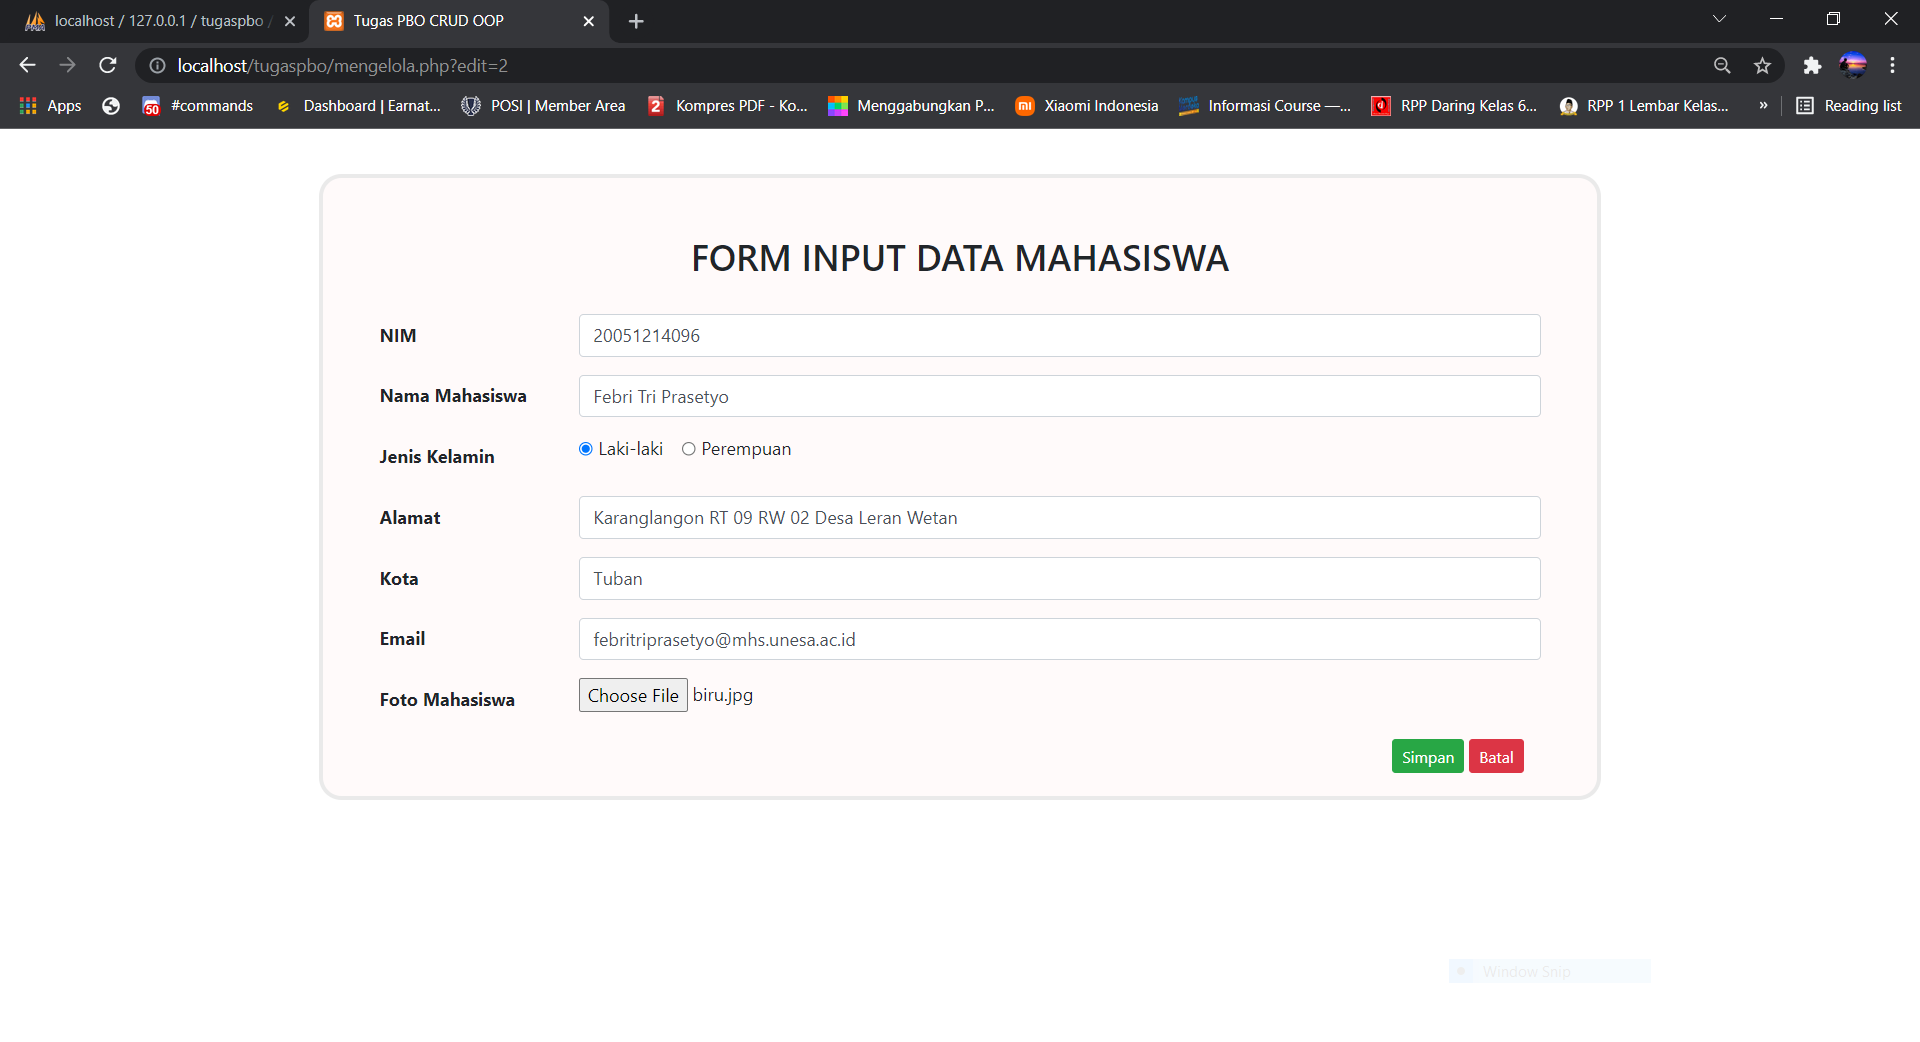 localhost / 127.0.0.1 / tugaspbo /
Tugas PBO CRUD OOP
localhost/tugaspbo/mengelola.php?edit=2
Apps
50
#commands
Dashboard | Earnat...
POSI | Member Area
2
Kompres PDF - Ko...
Menggabungkan P...
mi
Xiaomi Indonesia
Informasi Course —...
d
RPP Daring Kelas 6...
RPP 1 Lembar Kelas...
»
Reading list
FORM INPUT DATA MAHASISWA
NIM
20051214096
Nama Mahasiswa
Febri Tri Prasetyo
Jenis Kelamin
Laki-laki
Perempuan
Alamat
Karanglangon RT 09 RW 02 Desa Leran Wetan
Kota
Tuban
Email
febritriprasetyo@mhs.unesa.ac.id
Foto Mahasiswa
Choose File biru.jpg
Simpan
Batal
Window Snip